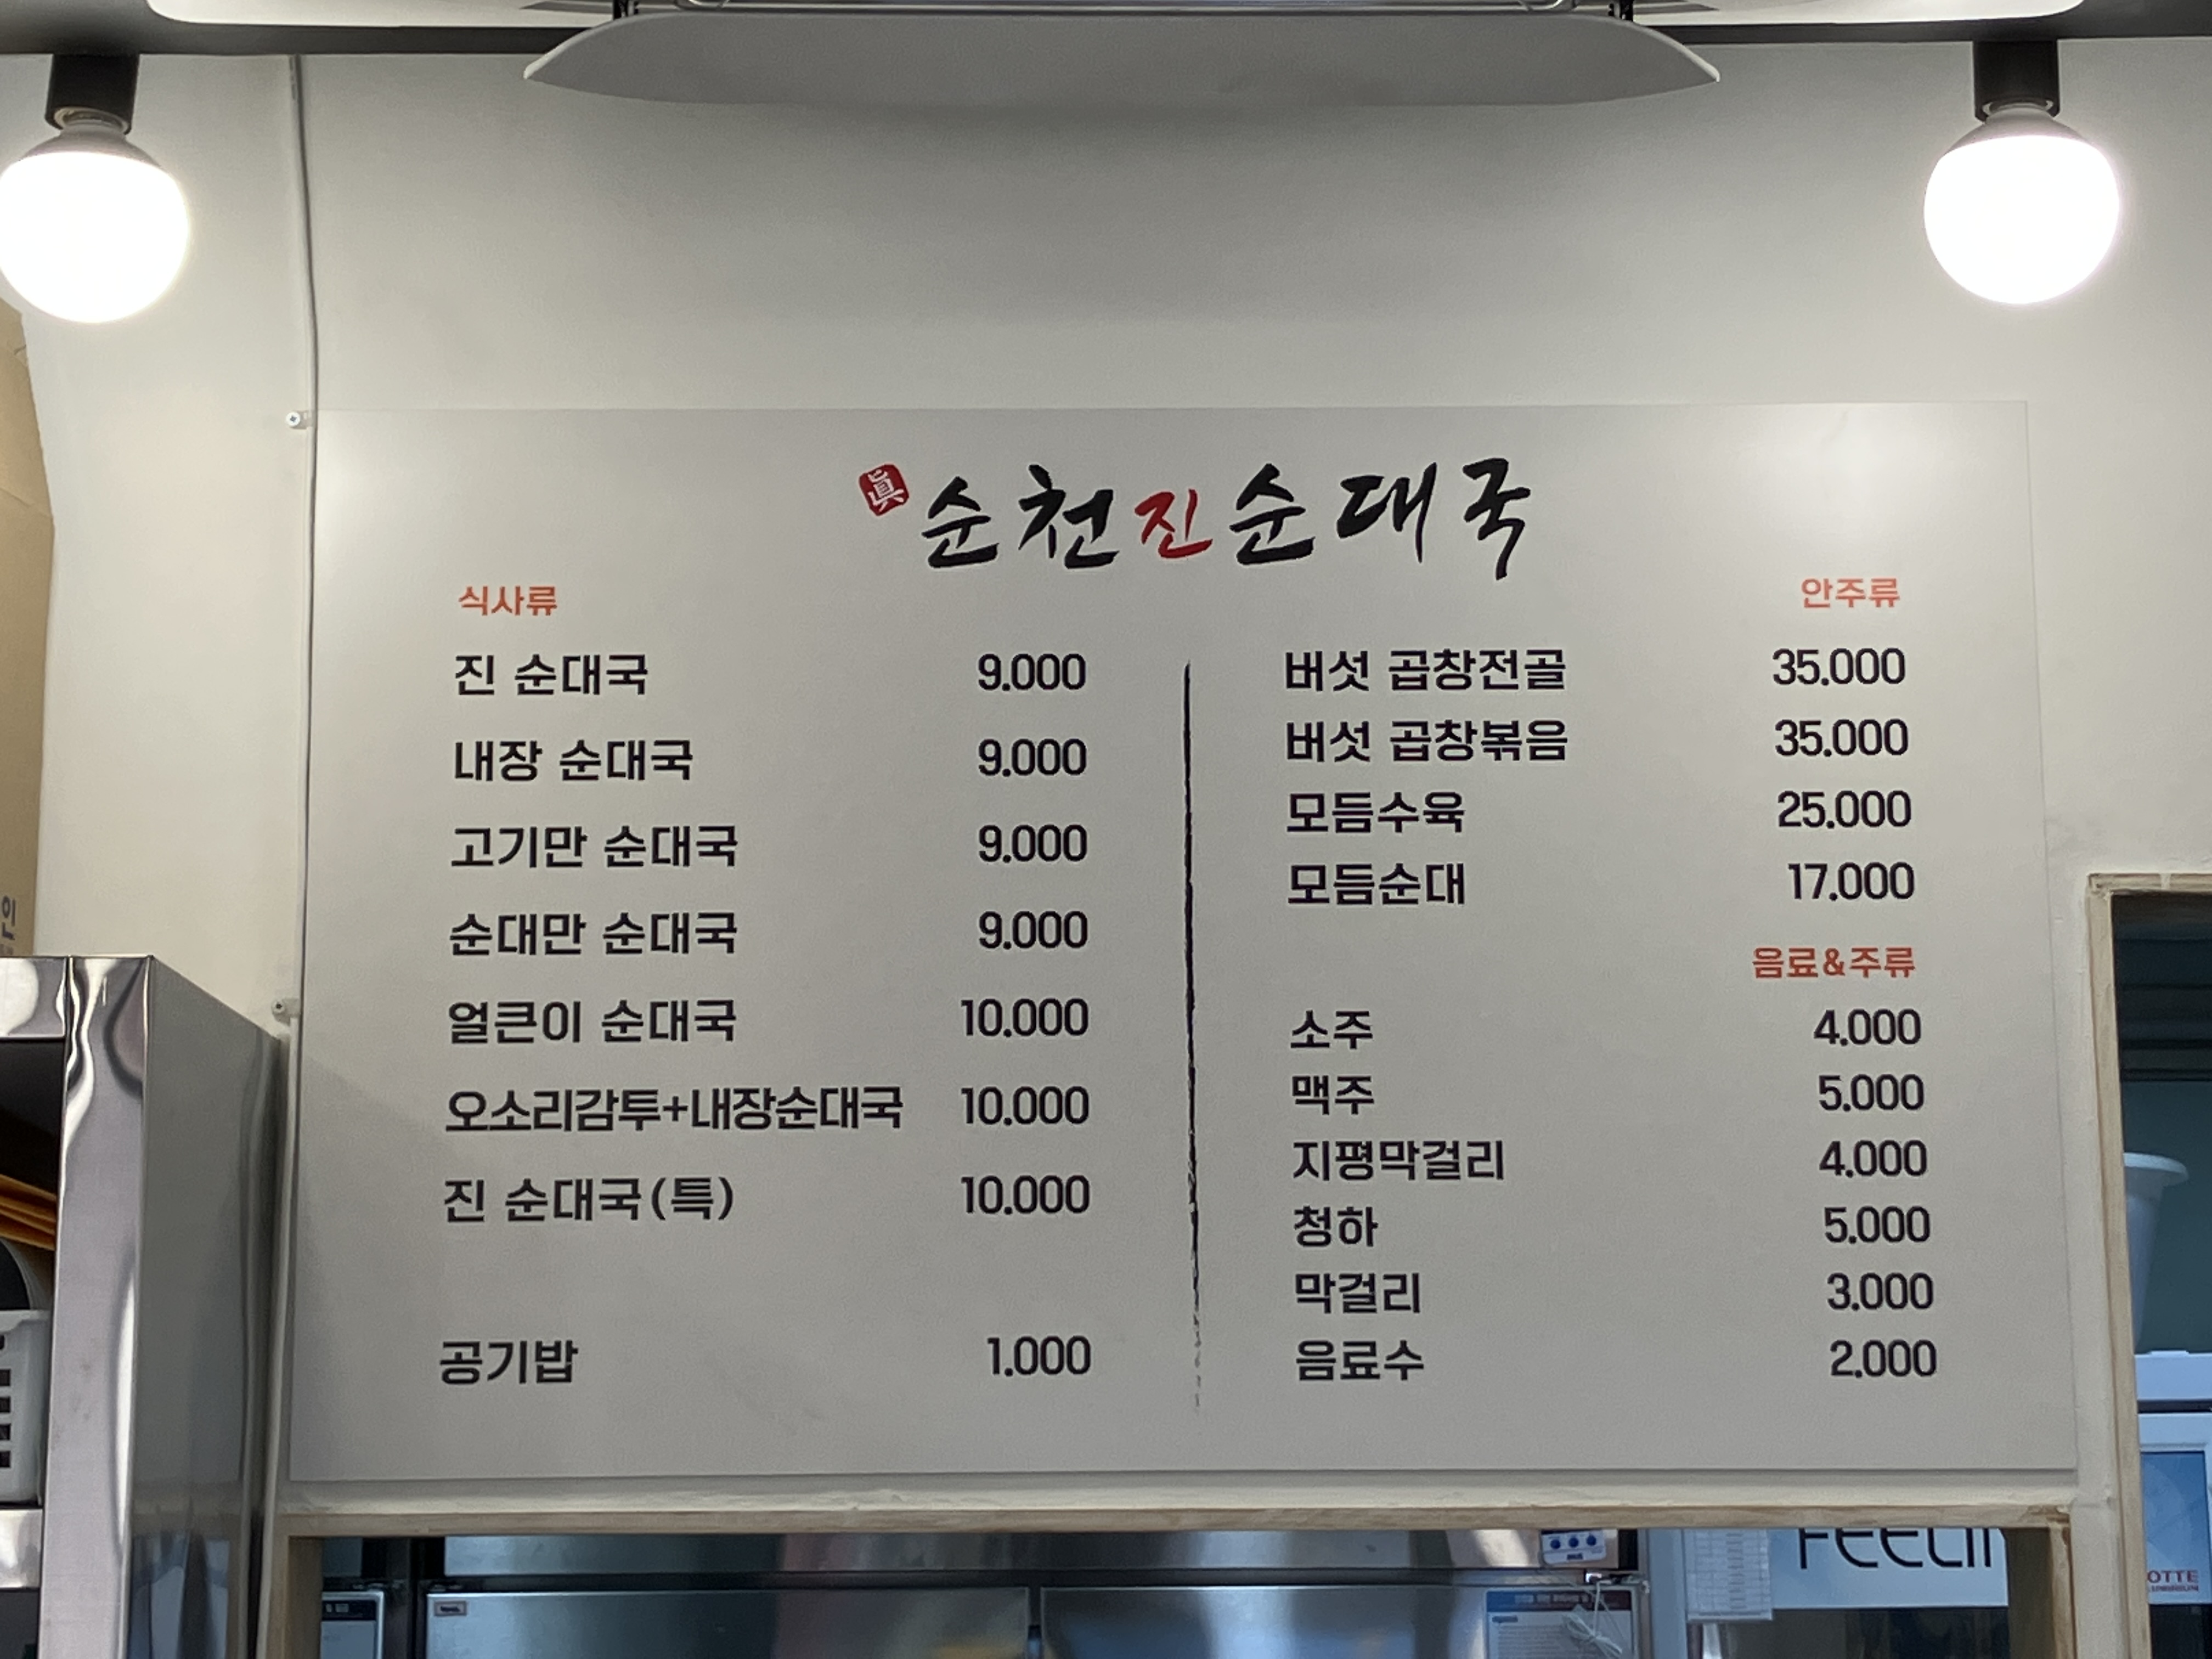 眞 순천진순대국
식사류
진 순대국 9.000
내장 순대국 9.000
고기만 순대국 9.000
순대만 순대국 9.000
얼큰이 순대국 10.000
오소리감투+내장순대국 10.000
진 순대국(특) 10.000
공기밥 1.000
안주류
버섯 곱창전골 35.000
버섯 곱창볶음 35.000
모듬수육 25.000
모듬순대 17.000
음료&주류
소주 4.000
맥주 5.000
지평막걸리 4.000
청하 5.000
막걸리 3.000
음료수 2.000
인
OTTE